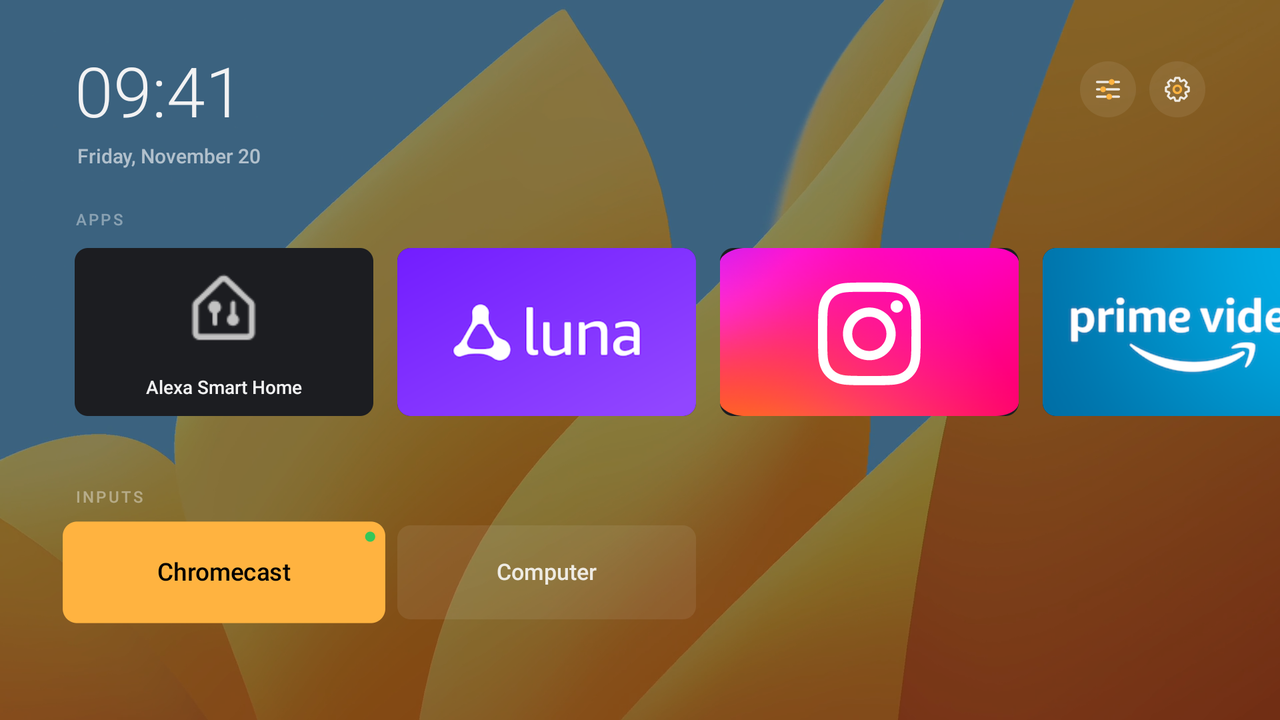 09:41
Friday, November 20
APPS
Alexa Smart Home
luna
prime vide
INPUTS
Chromecast
Computer